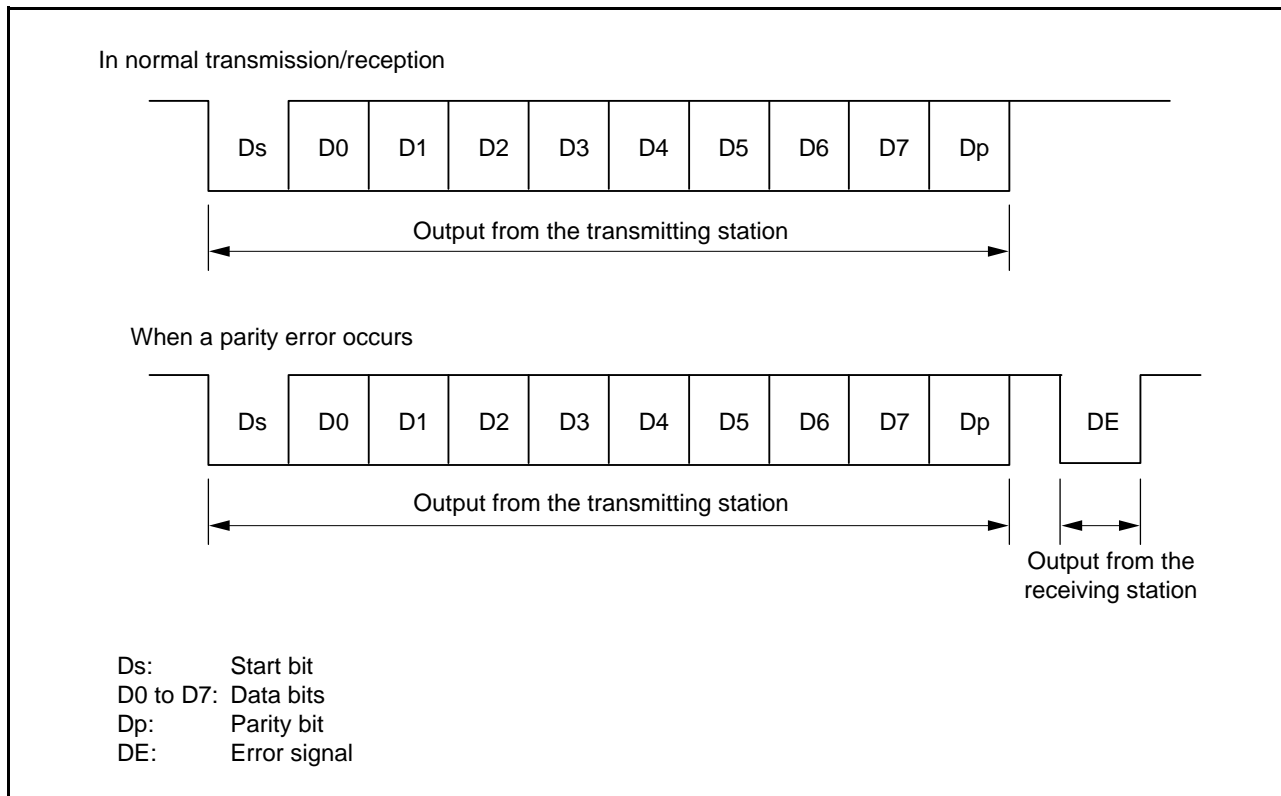 In normal transmission/reception
Ds D0 D1 D2 D3 D4 D5 D6 D7 Dp
Output from the transmitting station
When a parity error occurs
Ds D0 D1 D2 D3 D4 D5 D6 D7 Dp DE
Output from the transmitting station
Output from the
receiving station
Ds: Start bit
D0 to D7: Data bits
Dp: Parity bit
DE: Error signal